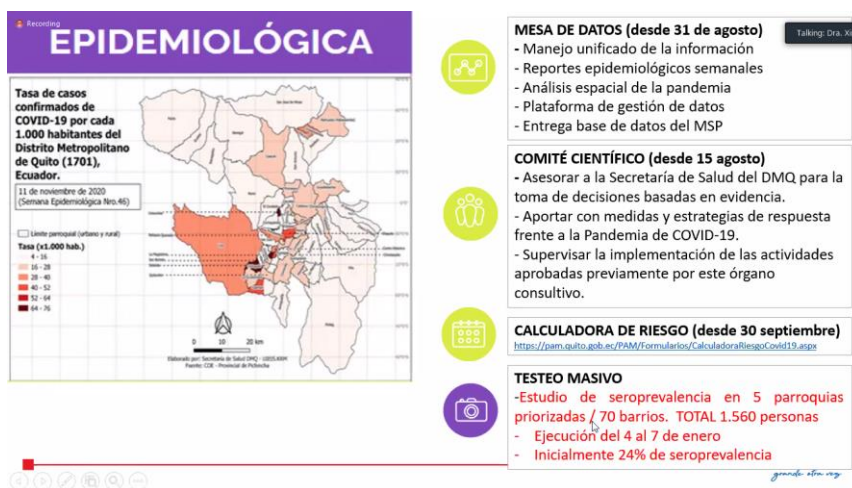 Recording
EPIDEMIOLÓGICA
Tasa de casos
confirmados de
COVID-19 por cada
1.000 habitantes del
Distrito Metropolitano
de Quito (1701),
Ecuador.
11 de noviembre de 2020
(Semana Epidemiológica Nro.46)
Límite parroquial (urbano y rural)
Tasa (x1.000 hab.)
4 - 16
16 - 28
28 - 40
40 - 52
52 - 64
64 - 76
0 10 20 km
Elaborado por: Secretaría de Salud DMQ -
Fuente: COE - Provincial de Pichincha
MESA DE DATOS (desde 31 de agosto)
- Manejo unificado de la información
- Reportes epidemiológicos semanales
- Análisis espacial de la pandemia
- Plataforma de gestión de datos
- Entrega base de datos del MSP
Talking: Dra. Xi
COMITÉ CIENTÍFICO (desde 15 agosto)
- Asesorar a la Secretaría de Salud del DMQ para la
toma de decisiones basadas en evidencia.
- Aportar con medidas y estrategias de respuesta
frente a la Pandemia de COVID-19.
- Supervisar la implementación de las actividades
aprobadas previamente por este órgano
consultivo.
CALCULADORA DE RIESGO (desde 30 septiembre)
https://pam.quito.gob.ec/PAM/Formularios/CalculadoraRiesgoCovid19.aspx
TESTEO MASIVO
-Estudio de seroprevalencia en 5 parroquias
priorizadas / 70 barrios. TOTAL 1.560 personas
- Ejecución del 4 al 7 de enero
- Inicialmente 24% de seroprevalencia
grande otra vez